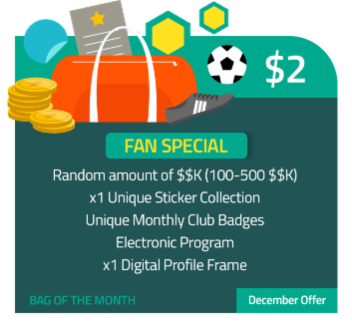 $2
FAN SPECIAL
Random amount of $$K (100-500 $$K)
x1 Unique Sticker Collection
Unique Monthly Club Badges
Electronic Program
x1 Digital Profile Frame
BAG OF THE MONTH
December Offer